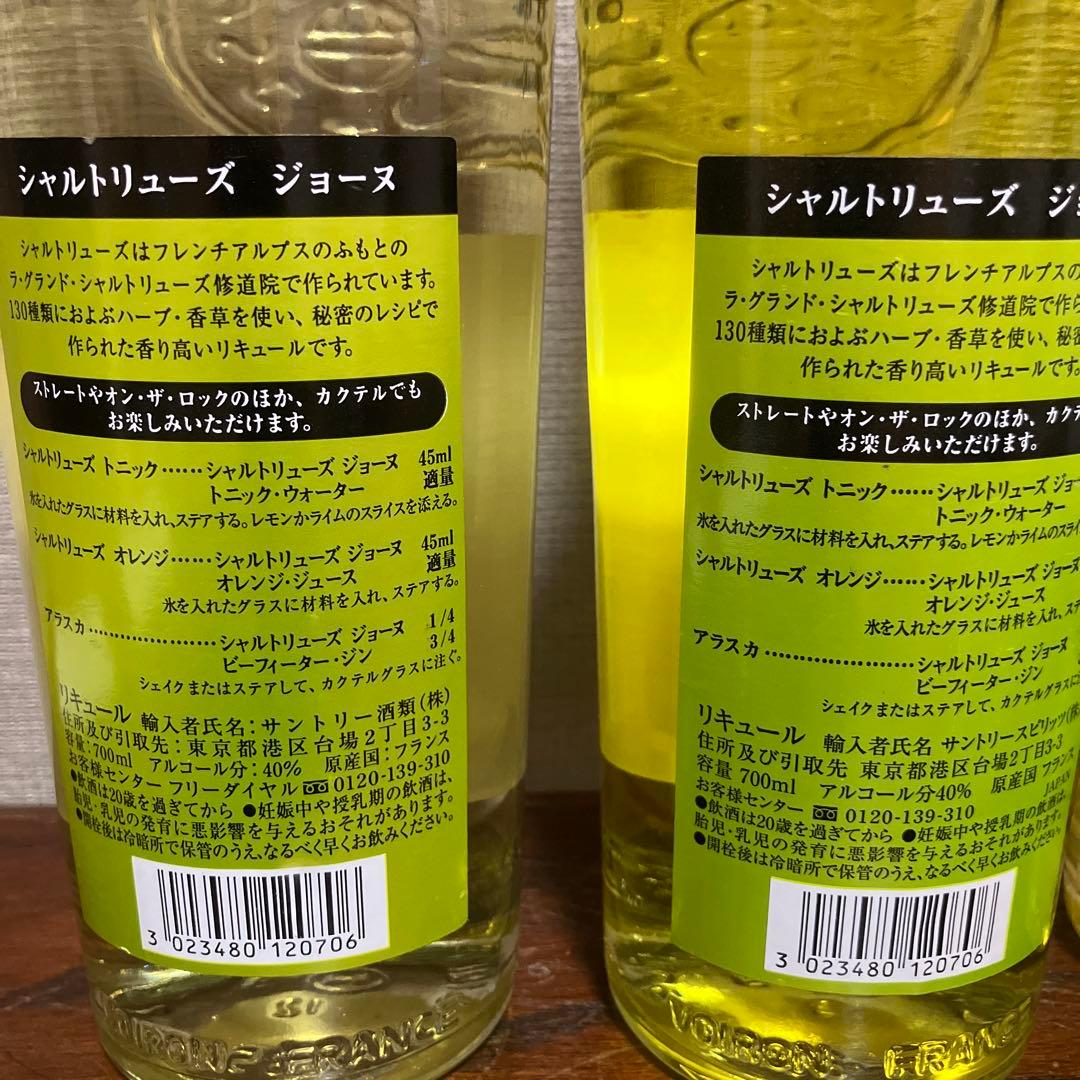 シャルトリューズ ジョーヌ
シャルトリューズはフレンチアルプスのふもとの
ラ・グランド・シャルトリューズ修道院で作られています。
130種類におよぶハーブ・香草を使い、秘密のレシピで
作られた香り高いリキュールです。
ストレートやオン・ザ・ロックのほか、カクテルでも
お楽しみいただけます。
シャルトリューズ トニック……シャルトリューズ ジョーヌ 45ml
トニック・ウォーター 適量
氷を入れたグラスに材料を入れ、ステアする。レモンかライムのスライスを添える。
シャルトリューズ オレンジ……シャルトリューズ ジョーヌ 45ml
オレンジ・ジュース 適量
氷を入れたグラスに材料を入れ、ステアする。
アラスカ…………………シャルトリューズ ジョーヌ 1/4
ビーフィーター・ジン 3/4
シェイクまたはステアして、カクテルグラスに注ぐ。
リキュール 輸入者氏名:サントリー酒類(株)
住所及び引取先:東京都港区台場2丁目3-3
容量:700ml アルコール分:40% 原産国:フランス
お客様センター フリーダイヤル 0120-139-310
●飲酒は20歳を過ぎてから ●妊娠中や授乳期の飲酒は、
胎児・乳児の発育に悪影響を与えるおそれがあります。
●開栓後は冷暗所で保管のうえ、なるべく早くお飲みください。
3 023480 120706
VOIRON FRANCE
シャルトリューズ ジョ
シャルトリューズはフレンチアルプスの
ラ・グランド・シャルトリューズ修道院で作ら
130種類におよぶハーブ・香草を使い、秘密
作られた香り高いリキュールです。
ストレートやオン・ザ・ロックのほか、カクテ
お楽しみいただけます。
シャルトリューズ トニック……シャルトリューズ ジョー
トニック・ウォーター
氷を入れたグラスに材料を入れ、ステアする。レモンかライムのスライス
シャルトリューズ オレンジ……シャルトリューズ ジョーヌ
オレンジ・ジュース
氷を入れたグラスに材料を入れ、ステ
アラスカ…………………シャルトリューズ ジョーヌ
ビーフィーター・ジン
シェイクまたはステアして、カクテルグラスに
リキュール 輸入者氏名 サントリースピリッツ(株
住所及び引取先 東京都港区台場2丁目3-3
容量 700ml アルコール分40% 原産国 フランス
お客様センター 0120-139-310 JAPAN
●飲酒は20歳を過ぎてから ●妊娠中や授乳期の飲酒は、
胎児・乳児の発育に悪影響を与えるおそれがあります。
●開栓後は冷暗所で保管のうえ、なるべく早くお飲みください。
3 023480 120706
VOIRON FRANCE